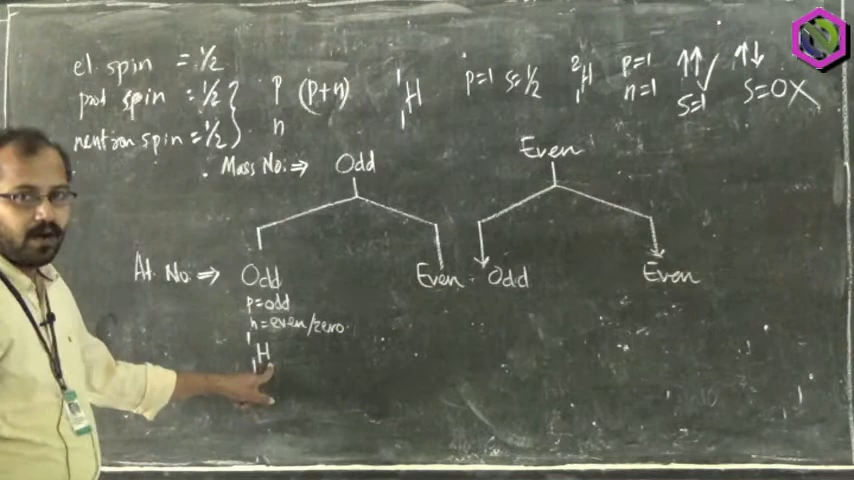 el. spin = 1/2
prot spin = 1/2
neutron spin = 1/2
p (p+n)
n
¹₁H
p=1 s=1/2
²₁H
p=1
n=1
↑↑ ✓
s=1
↑↓
s=0 X
Mass No: ⇒ Odd Even
At. No: ⇒ Odd Even Odd Even
p=odd
n=even/zero.
¹₁H